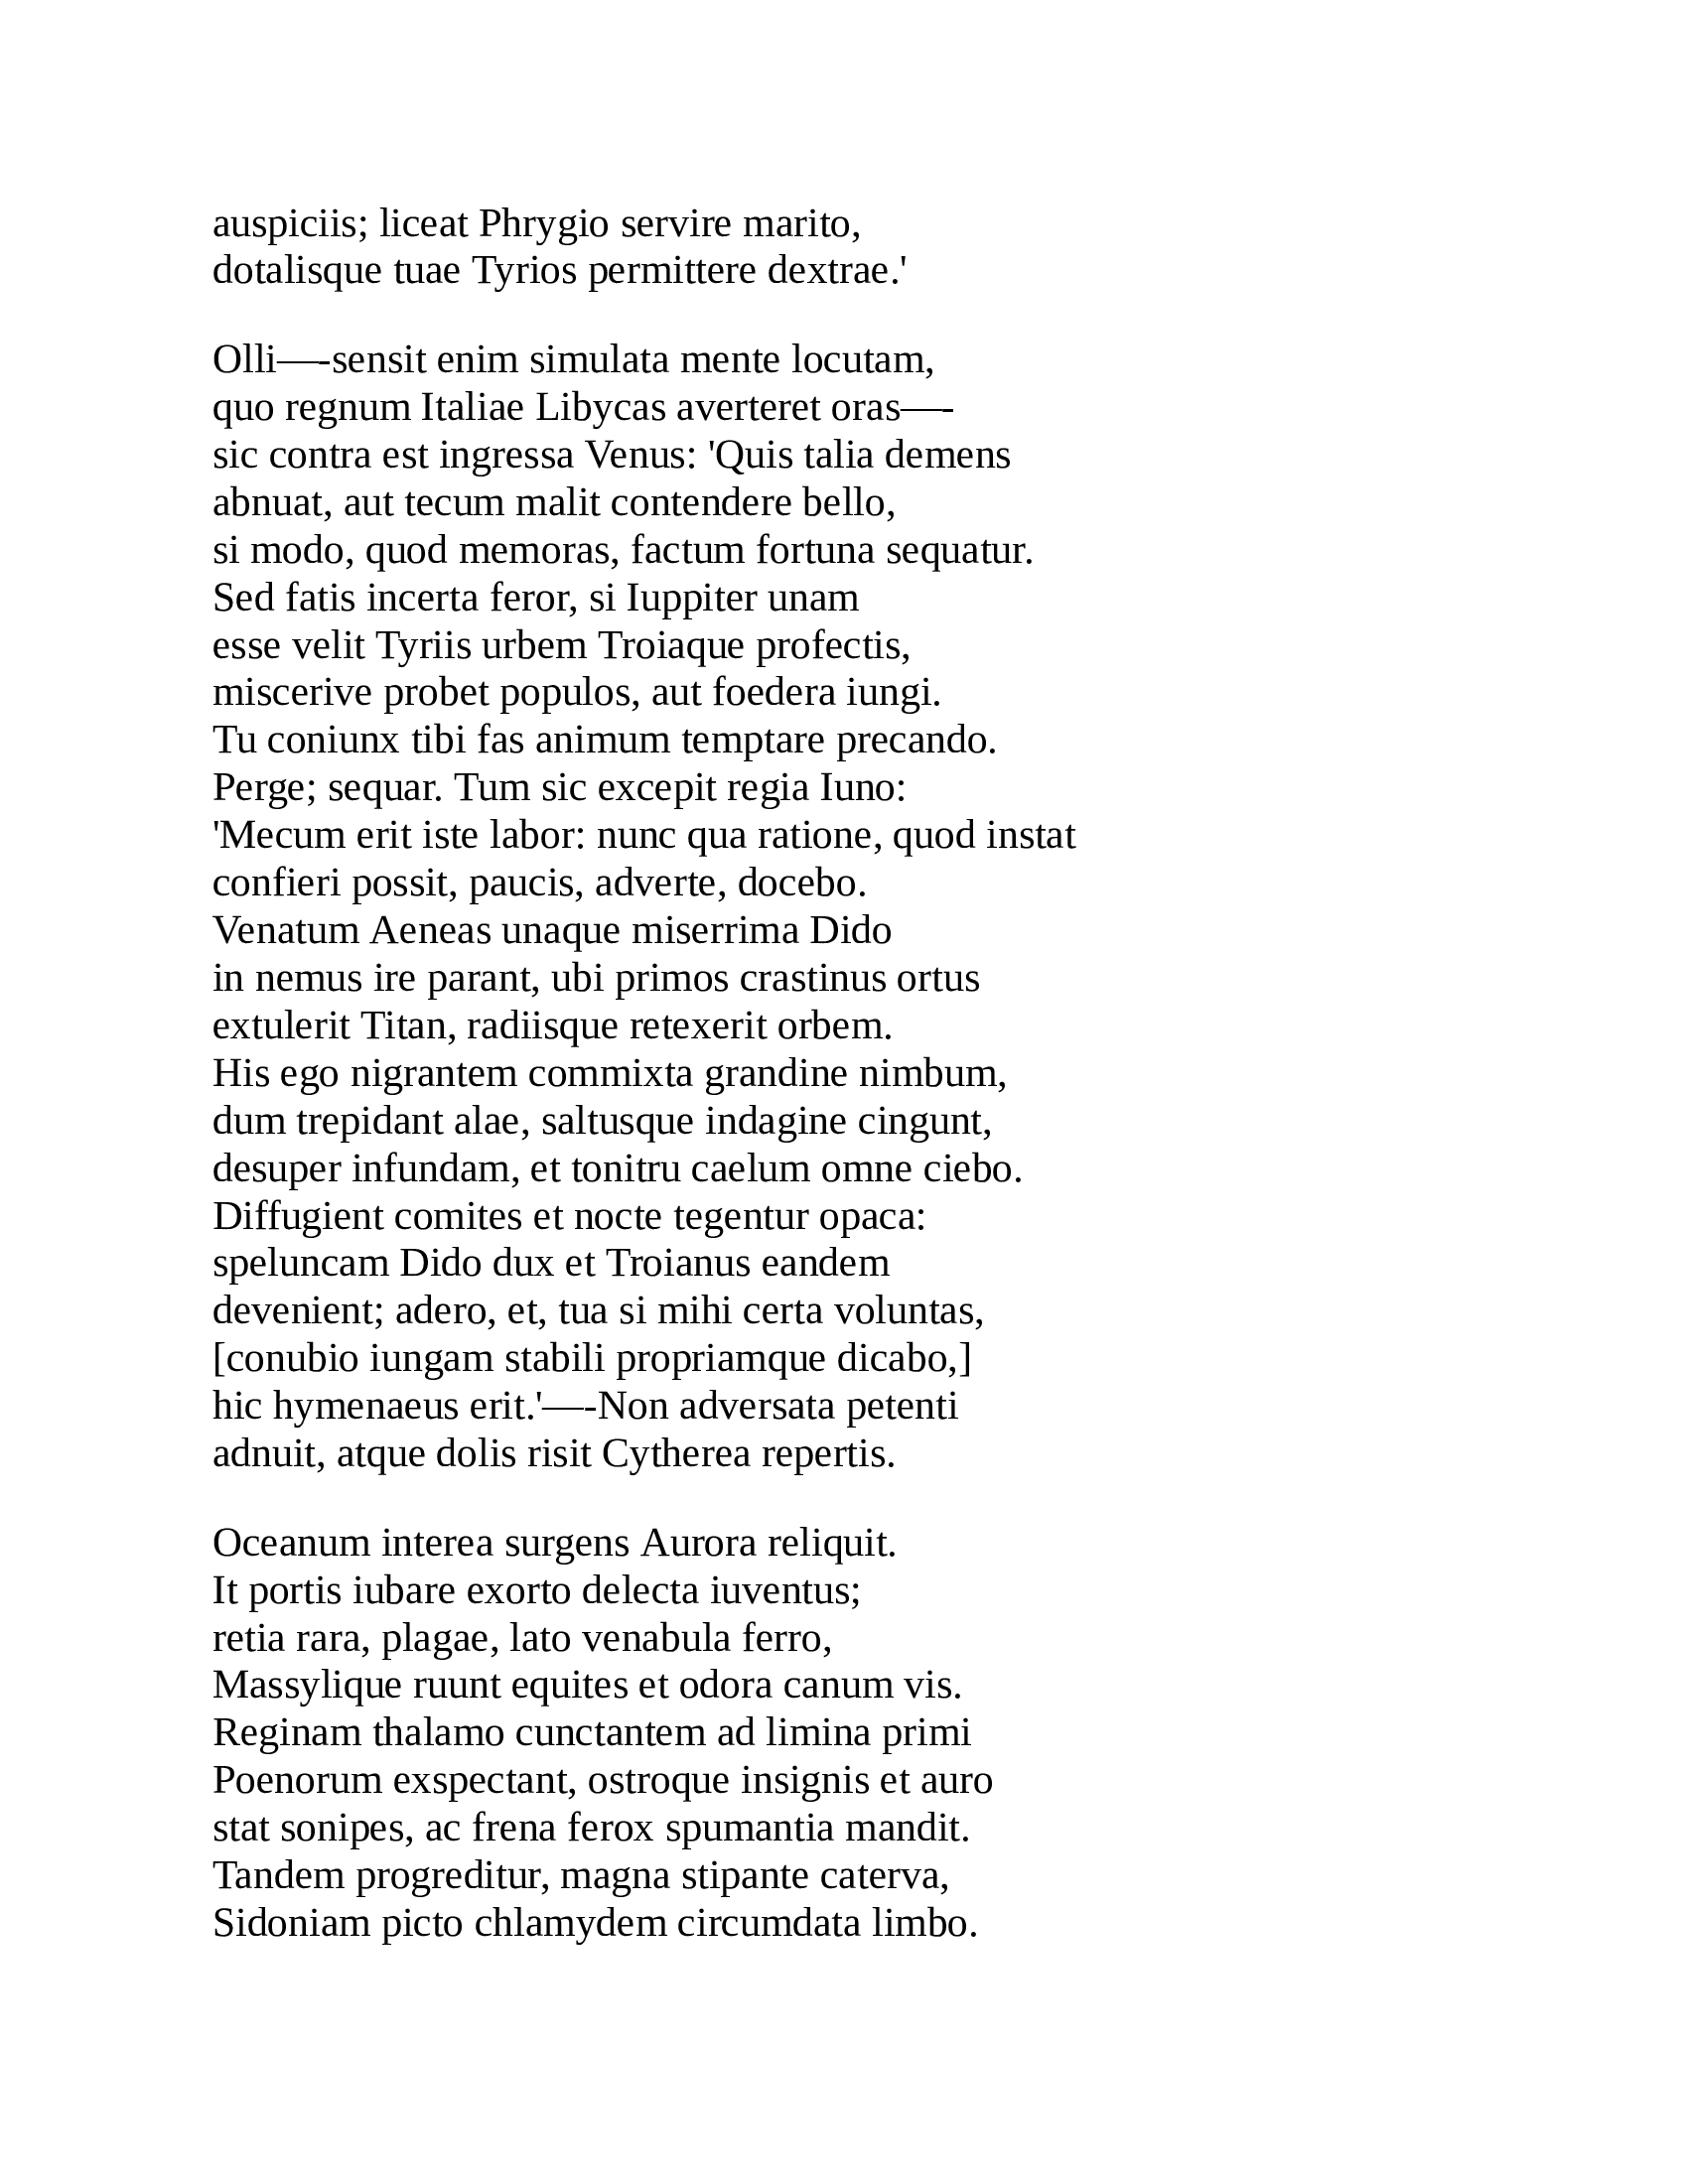 auspiciis; liceat Phrygio servire marito,
dotalisque tuae Tyrios permittere dextrae.'

Olli—-sensit enim simulata mente locutam,
quo regnum Italiae Libycas averteret oras—-
sic contra est ingressa Venus: 'Quis talia demens
abnuat, aut tecum malit contendere bello,
si modo, quod memoras, factum fortuna sequatur.
Sed fatis incerta feror, si Iuppiter unam
esse velit Tyriis urbem Troiaque profectis,
miscerive probet populos, aut foedera iungi.
Tu coniunx tibi fas animum temptare precando.
Perge; sequar. Tum sic excepit regia Iuno:
'Mecum erit iste labor: nunc qua ratione, quod instat
confieri possit, paucis, adverte, docebo.
Venatum Aeneas unaque miserrima Dido
in nemus ire parant, ubi primos crastinus ortus
extulerit Titan, radiisque retexerit orbem.
His ego nigrantem commixta grandine nimbum,
dum trepidant alae, saltusque indagine cingunt,
desuper infundam, et tonitru caelum omne ciebo.
Diffugient comites et nocte tegentur opaca:
speluncam Dido dux et Troianus eandem
devenient; adero, et, tua si mihi certa voluntas,
[conubio iungam stabili propriamque dicabo,]
hic hymenaeus erit.'—-Non adversata petenti
adnuit, atque dolis risit Cytherea repertis.

Oceanum interea surgens Aurora reliquit.
It portis iubare exorto delecta iuventus;
retia rara, plagae, lato venabula ferro,
Massylique ruunt equites et odora canum vis.
Reginam thalamo cunctantem ad limina primi
Poenorum exspectant, ostroque insignis et auro
stat sonipes, ac frena ferox spumantia mandit.
Tandem progreditur, magna stipante caterva,
Sidoniam picto chlamydem circumdata limbo.